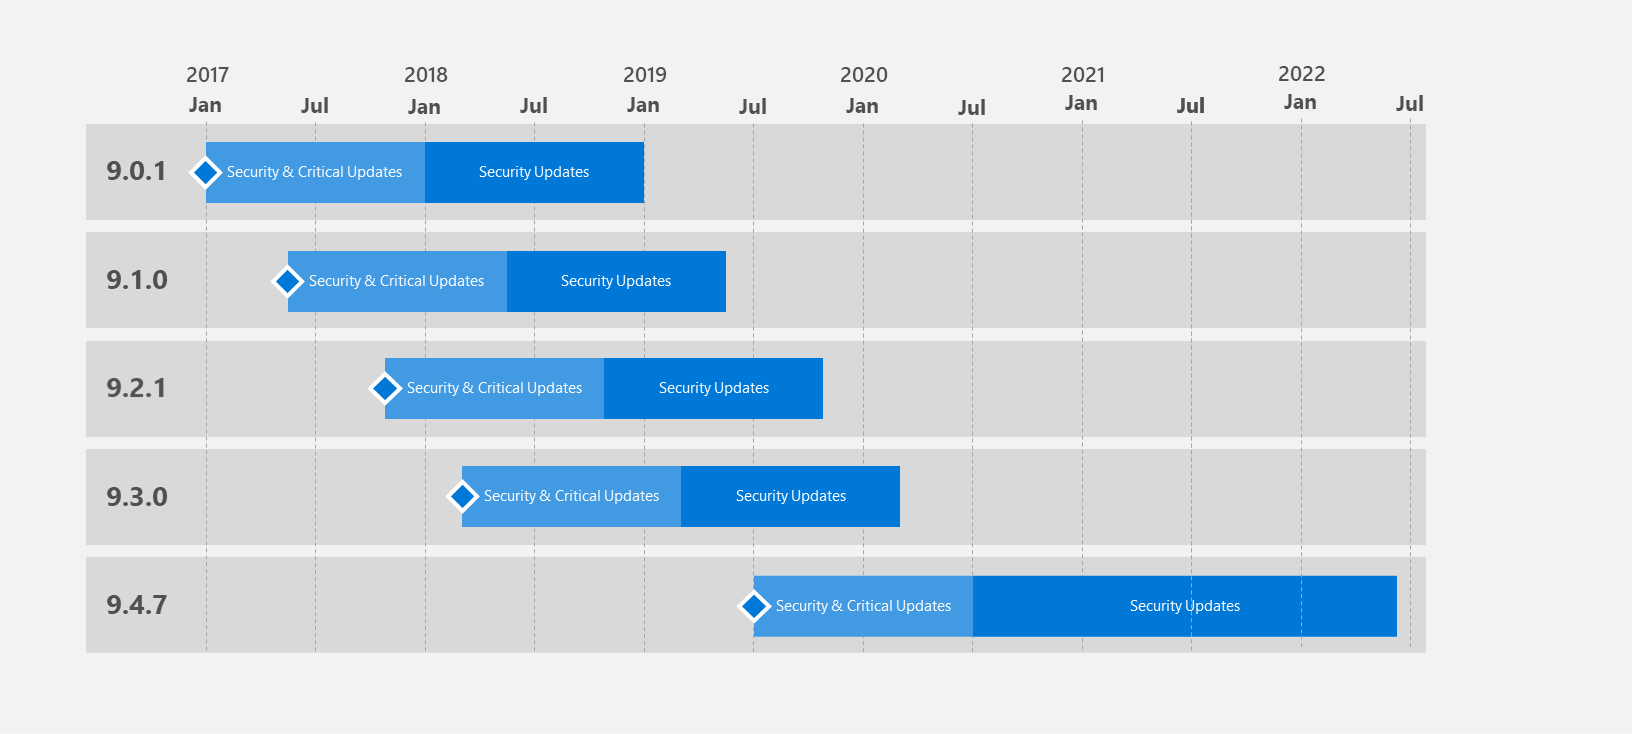 2017 2018 2019 2020 2021 2022
Jan Jul Jan Jul Jan Jul Jan Jul Jan Jul Jan Jul
9.0.1 Security & Critical Updates Security Updates
9.1.0 Security & Critical Updates Security Updates
9.2.1 Security & Critical Updates Security Updates
9.3.0 Security & Critical Updates Security Updates
9.4.7 Security & Critical Updates Security Updates